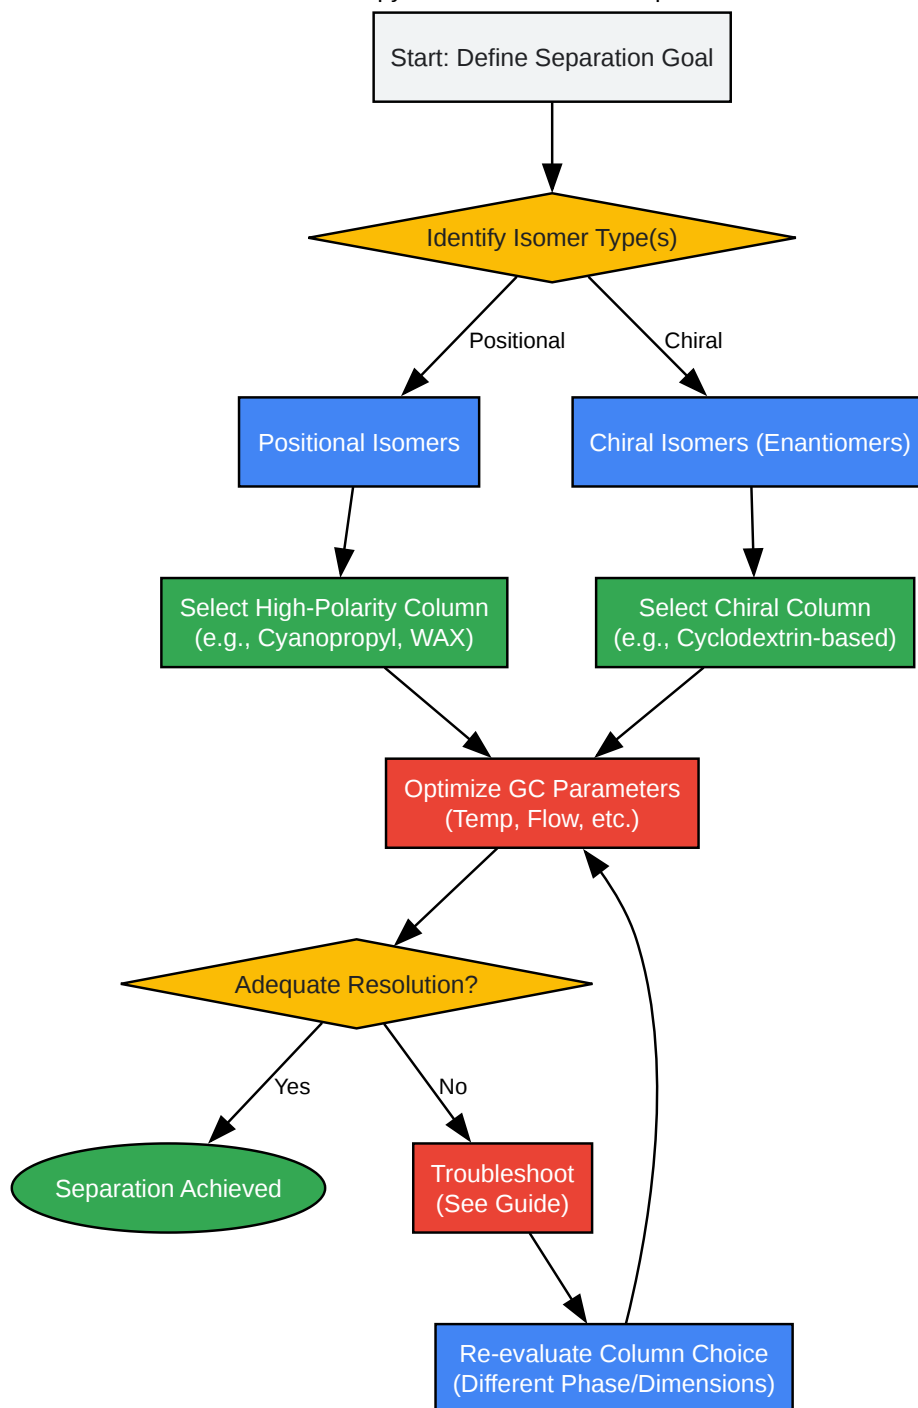 Start: Define Separation Goal
Identify Isomer Type(s)
Positional
Chiral
Positional Isomers
Chiral Isomers (Enantiomers)
Select High-Polarity Column
(e.g., Cyanopropyl, WAX)
Select Chiral Column
(e.g., Cyclodextrin-based)
Optimize GC Parameters
(Temp, Flow, etc.)
Adequate Resolution?
Yes
No
Separation Achieved
Troubleshoot
(See Guide)
Re-evaluate Column Choice
(Different Phase/Dimensions)